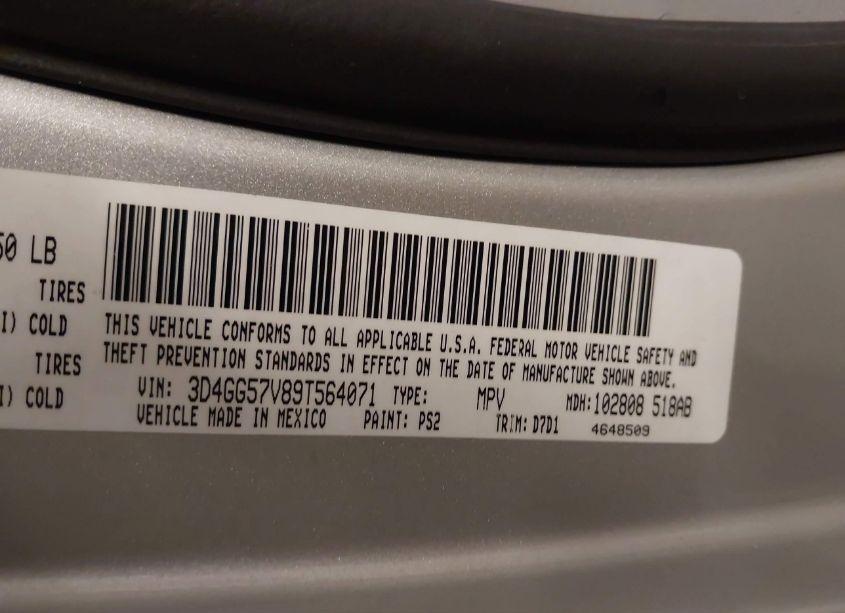 50 LB
TIRES
I) COLD
TIRES
I) COLD
THIS VEHICLE CONFORMS TO ALL APPLICABLE U.S.A. FEDERAL MOTOR VEHICLE SAFETY AND
THEFT PREVENTION STANDARDS IN EFFECT ON THE DATE OF MANUFACTURE SHOWN ABOVE.
VIN: 3D4GG57V89T564071 TYPE: MPV MDH:102808 518AB
VEHICLE MADE IN MEXICO PAINT: PS2 TRIM: D7D1 4648509